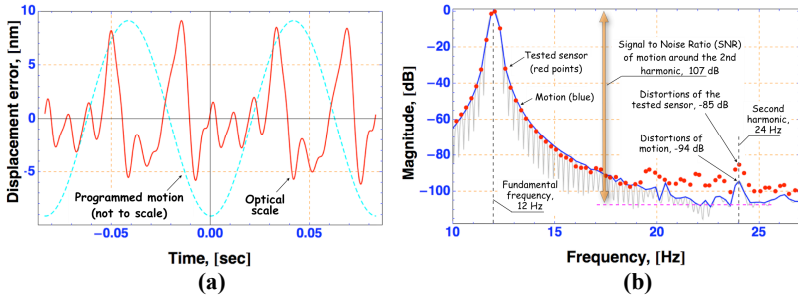 10
5
0
-5
Displacement error, [nm]
-0.05
0.00
0.05
Time, [sec]
Programmed motion
(not to scale)
Optical
scale
(a)
0
-20
-40
-60
-80
-100
Magnitude, [dB]
10
15
20
25
Frequency, [Hz]
Tested sensor
(red points)
Motion (blue)
Signal to Noise Ratio (SNR)
of motion around the 2nd
harmonic, 107 dB
Distortions of the
tested sensor, -85 dB
Second
harmonic,
24 Hz
Distortions of
motion, -94 dB
Fundamental
frequency,
12 Hz
(b)